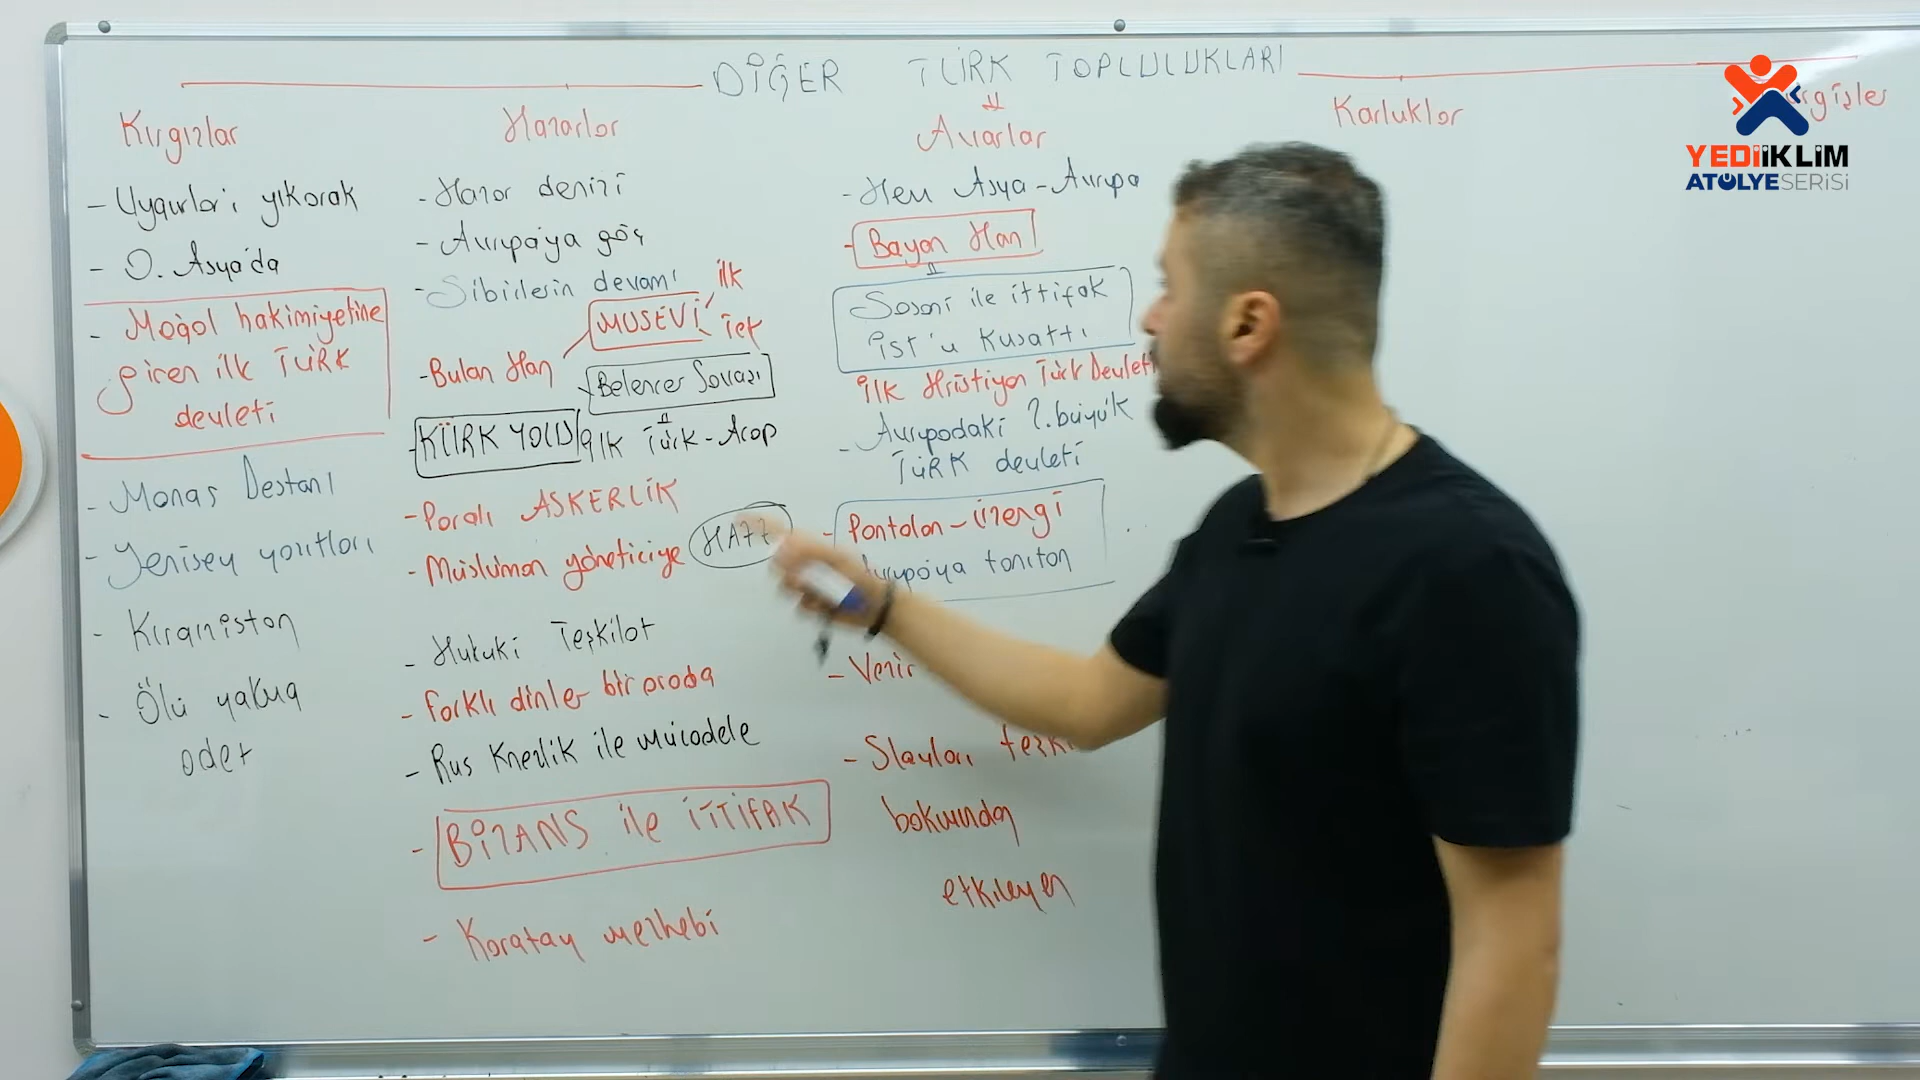 DİĞER TÜRK TOPLULUKLARI
Kırgızlar
- Uygurları yıkarak
- O. Asya'da
- Moğol hakimiyetine
giren ilk TÜRK
devleti
- Manas Destanı
- Yenisey yazıtları
- Kırgızistan
- Ölü yakma
adet
Hazarlar
- Hazar denizi
- Avrupa'ya göç
- Sibirlerin devamı
- Bulan Han
MUSEVİ
ilk
Tek
Belencer Savaşı
İlk Türk-Arap
- KÜRK YOLU
- Paralı ASKERLİK
- Müslüman yöneticiye
HAZZ
- Hukuki Teşkilat
- Farklı dinler bir arada
- Rus Knezlik ile mücadele
- BİZANS ile İTTİFAK
- Karatay mezhebi
Avarlar
- Hem Asya-Avrupa
- Bayan Han
Sasani ile ittifak
İst'u Kuşattı
İlk Hristiyan Türk Devleti
- Avrupadaki 2. büyük
TÜRK devleti
- Pantolon - üzengi
Avrupa'ya tanıtan
- Vezir
- Slavları teşki
bakımından
etkileyen
Karluklar
rgişler
YEDİİKLİM
ATÖLYE SERİSİ